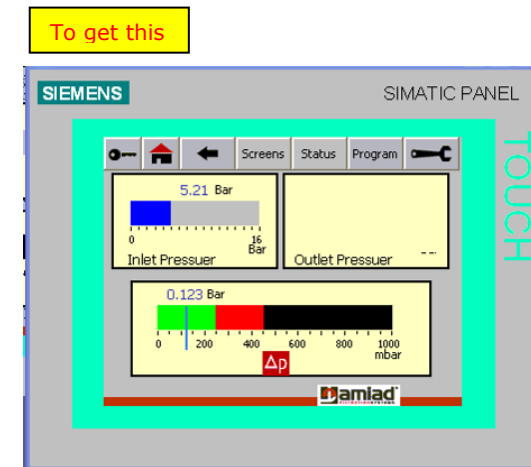 To get this
SIEMENS
SIMATIC PANEL
TOUCH
Screens Status Program
5.21 Bar
0 16
Bar
Inlet Pressuer
Outlet Pressuer --
0.123 Bar
0 200 400 600 800 1000
mbar
Δp
amiad